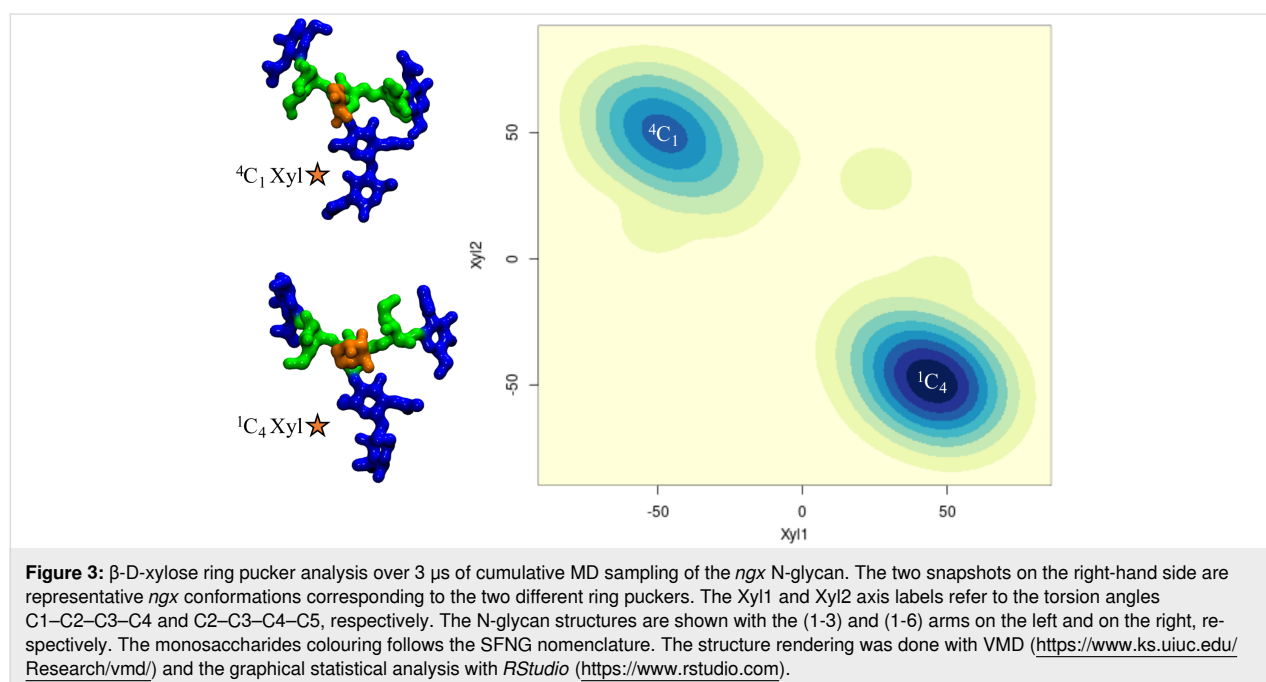 ⁴C₁ Xyl
¹C₄ Xyl
⁴C₁
¹C₄
Xyl2
50
0
-50
-50
0
50
Xyl1
Figure 3: β-D-xylose ring pucker analysis over 3 μs of cumulative MD sampling of the ngx N-glycan. The two snapshots on the right-hand side are
representative ngx conformations corresponding to the two different ring puckers. The Xyl1 and Xyl2 axis labels refer to the torsion angles
C1–C2–C3–C4 and C2–C3–C4–C5, respectively. The N-glycan structures are shown with the (1-3) and (1-6) arms on the left and on the right, re-
spectively. The monosaccharides colouring follows the SFNG nomenclature. The structure rendering was done with VMD (https://www.ks.uiuc.edu/
Research/vmd/) and the graphical statistical analysis with RStudio (https://www.rstudio.com).